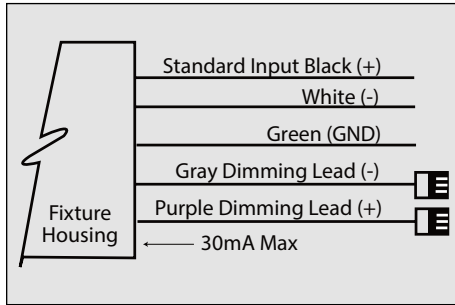 Standard Input Black (+)
White (-)
Green (GND)
Gray Dimming Lead (-)
Purple Dimming Lead (+)
Fixture
Housing
30mA Max